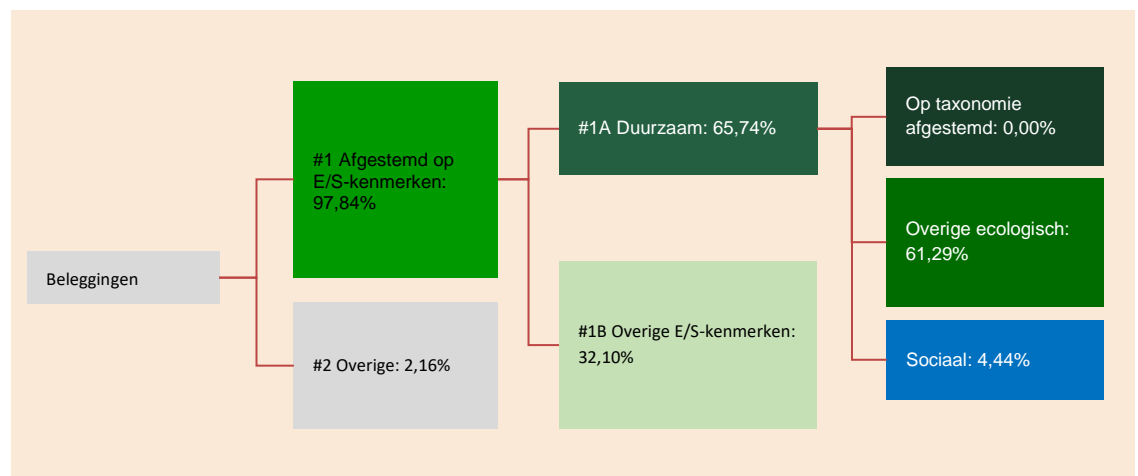 Beleggingen
#1 Afgestemd op
E/S-kenmerken:
97,84%
#2 Overige: 2,16%
#1A Duurzaam: 65,74%
#1B Overige E/S-kenmerken:
32,10%
Op taxonomie
afgestemd: 0,00%
Overige ecologisch:
61,29%
Sociaal: 4,44%